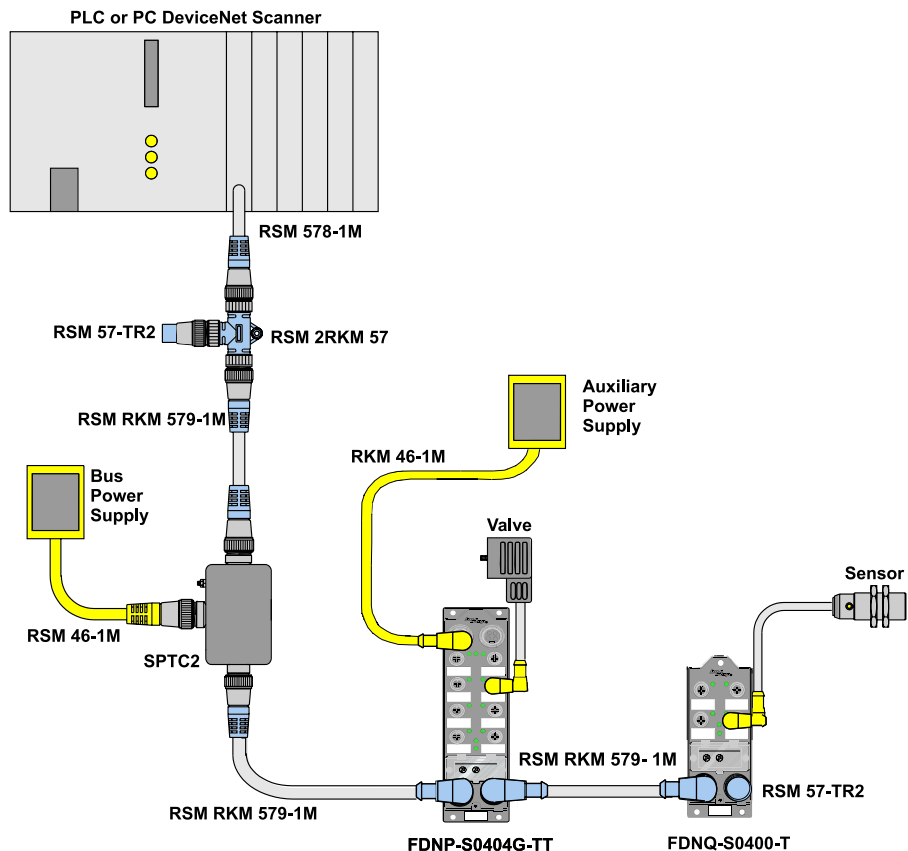 PLC or PC DeviceNet Scanner
RSM 578-1M
RSM 57-TR2
RSM 2RKM 57
RSM RKM 579-1M
Auxiliary
Power
Supply
RKM 46-1M
Bus
Power
Supply
Valve
Sensor
RSM 46-1M
SPTC2
RSM RKM 579- 1M
RSM 57-TR2
RSM RKM 579-1M
FDNP-S0404G-TT
FDNQ-S0400-T